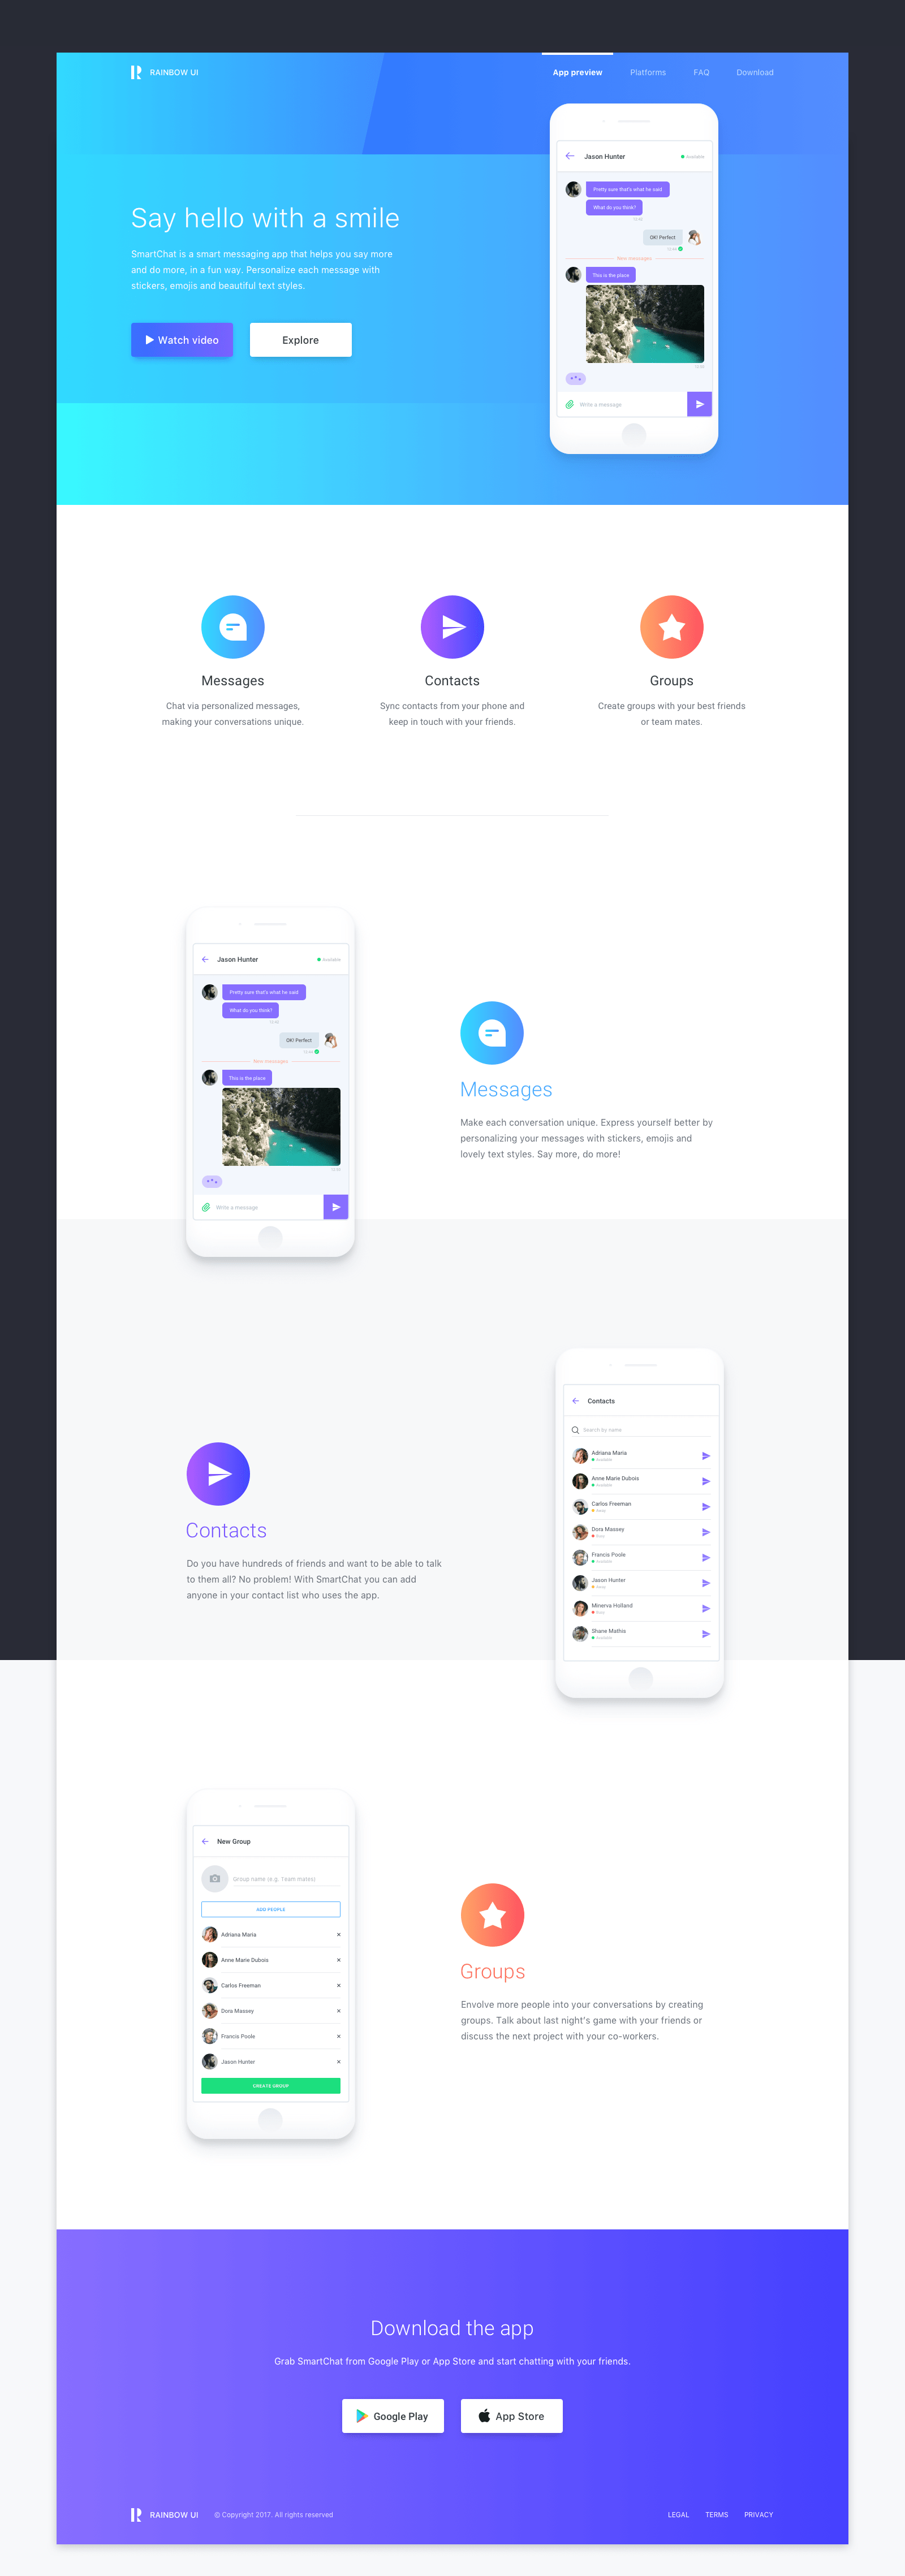 RAINBOW UI
App preview
Platforms
FAQ
Download
Say hello with a smile
SmartChat is a smart messaging app that helps you say more
and do more, in a fun way. Personalize each message with
stickers, emojis and beautiful text styles.
Watch video
Explore
Jason Hunter
Available
Pretty sure that's what he said
What do you think?
OK! Perfect
New messages
This is the place
Write a message
Messages
Chat via personalized messages,
making your conversations unique.
Contacts
Sync contacts from your phone and
keep in touch with your friends.
Groups
Create groups with your best friends
or team mates.
Jason Hunter
Available
Pretty sure that's what he said
What do you think?
OK! Perfect
New messages
This is the place
Write a message
Messages
Make each conversation unique. Express yourself better by
personalizing your messages with stickers, emojis and
lovely text styles. Say more, do more!
Contacts
Do you have hundreds of friends and want to be able to talk
to them all? No problem! With SmartChat you can add
anyone in your contact list who uses the app.
Contacts
Search by name
Adriana Maria
Available
Anne Marie Dubois
Available
Carlos Freeman
Away
Dora Massey
Busy
Francis Poole
Available
Jason Hunter
Away
Minerva Holland
Busy
Shane Mathis
Available
New Group
Group name (e.g. Team mates)
ADD PEOPLE
Adriana Maria
Anne Marie Dubois
Carlos Freeman
Dora Massey
Francis Poole
Jason Hunter
CREATE GROUP
Groups
Envolve more people into your conversations by creating
groups. Talk about last night's game with your friends or
discuss the next project with your co-workers.
Download the app
Grab SmartChat from Google Play or App Store and start chatting with your friends.
Google Play
App Store
RAINBOW UI
© Copyright 2017. All rights reserved
LEGAL
TERMS
PRIVACY